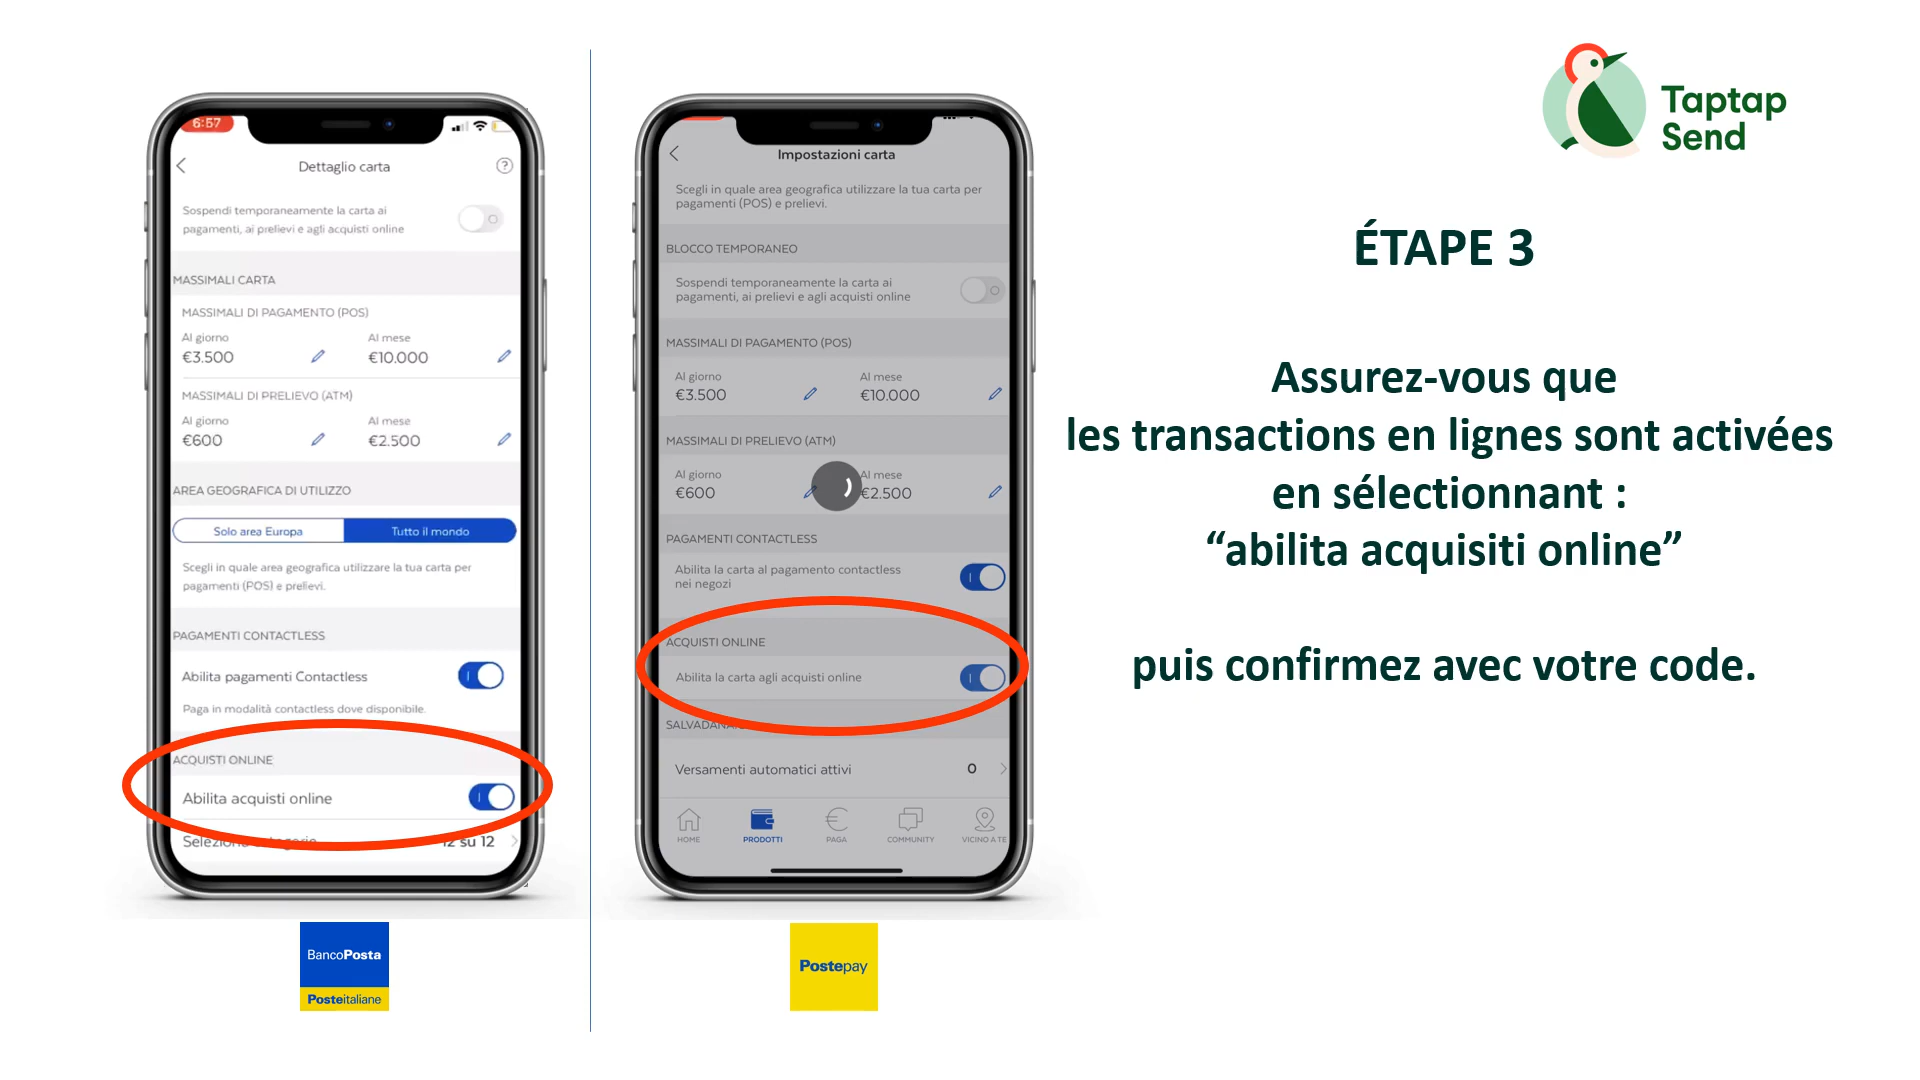 6:57
Dettaglio carta
Sospendi temporaneamente la carta ai
pagamenti, ai prelievi e agli acquisti online
MASSIMALI CARTA
MASSIMALI DI PAGAMENTO (POS)
Al giorno
Al mese
€3.500
€10.000
MASSIMALI DI PRELIEVO (ATM)
Al giorno
Al mese
€600
€2.500
AREA GEOGRAFICA DI UTILIZZO
Solo area Europa
Tutto il mondo
Scegli in quale area geografica utilizzare la tua carta per
pagamenti (POS) e prelievi.
PAGAMENTI CONTACTLESS
Abilita pagamenti Contactless
Paga in modalità contactless dove disponibile.
ACQUISTI ONLINE
Abilita acquisti online
12 su 12
BancoPosta
Posteitaliane
Impostazioni carta
Scegli in quale area geografica utilizzare la tua carta per
pagamenti (POS) e prelievi.
BLOCCO TEMPORANEO
Sospendi temporaneamente la carta ai
pagamenti, ai prelievi e agli acquisti online
MASSIMALI DI PAGAMENTO (POS)
Al giorno
Al mese
€3.500
€10.000
MASSIMALI DI PRELIEVO (ATM)
Al giorno
Al mese
€600
€2.500
PAGAMENTI CONTACTLESS
Abilita la carta al pagamento contactless
nei negozi
ACQUISTI ONLINE
Abilita la carta agli acquisti online
Versamenti automatici attivi
0
HOME
PRODOTTI
PAGA
COMMUNITY
VICINO A TE
Postepay
Taptap
Send
ÉTAPE 3
Assurez-vous que
les transactions en lignes sont activées
en sélectionnant :
“abilita acquisiti online”
puis confirmez avec votre code.